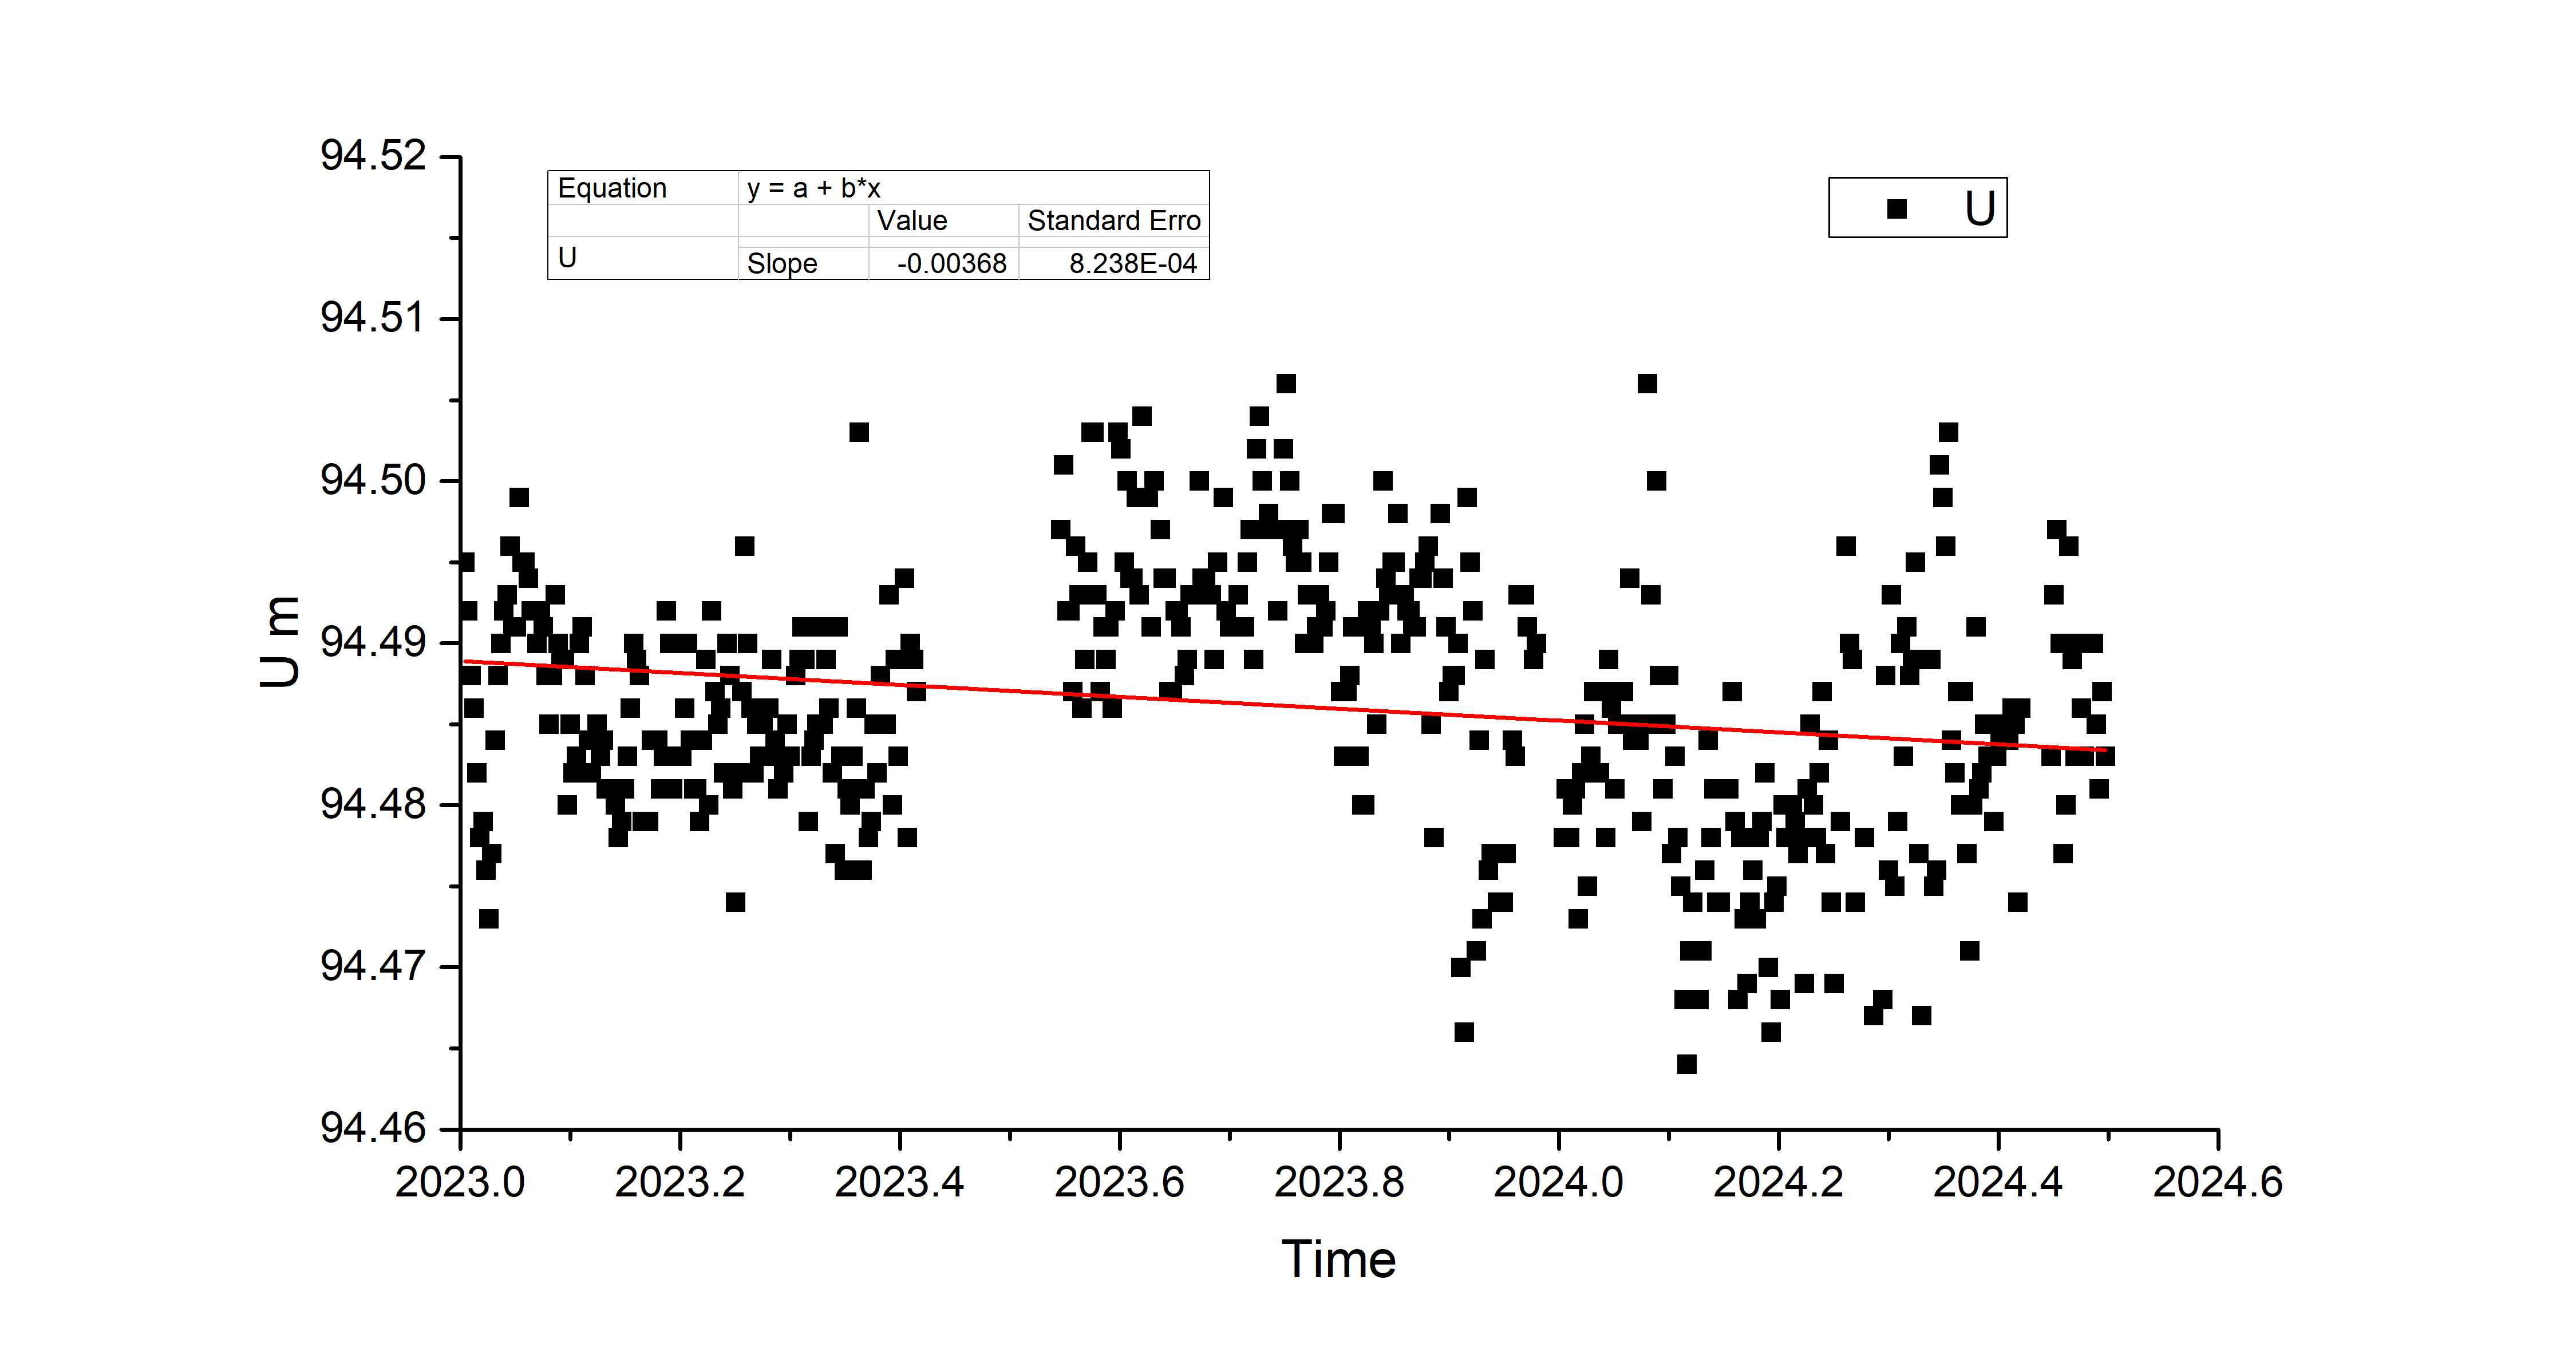 94.52
94.51
94.50
94.49
94.48
94.47
94.46
U m
Equation y = a + b*x
Value Standard Erro
U Slope -0.00368 8.238E-04
U
2023.0 2023.2 2023.4 2023.6 2023.8 2024.0 2024.2 2024.4 2024.6
Time